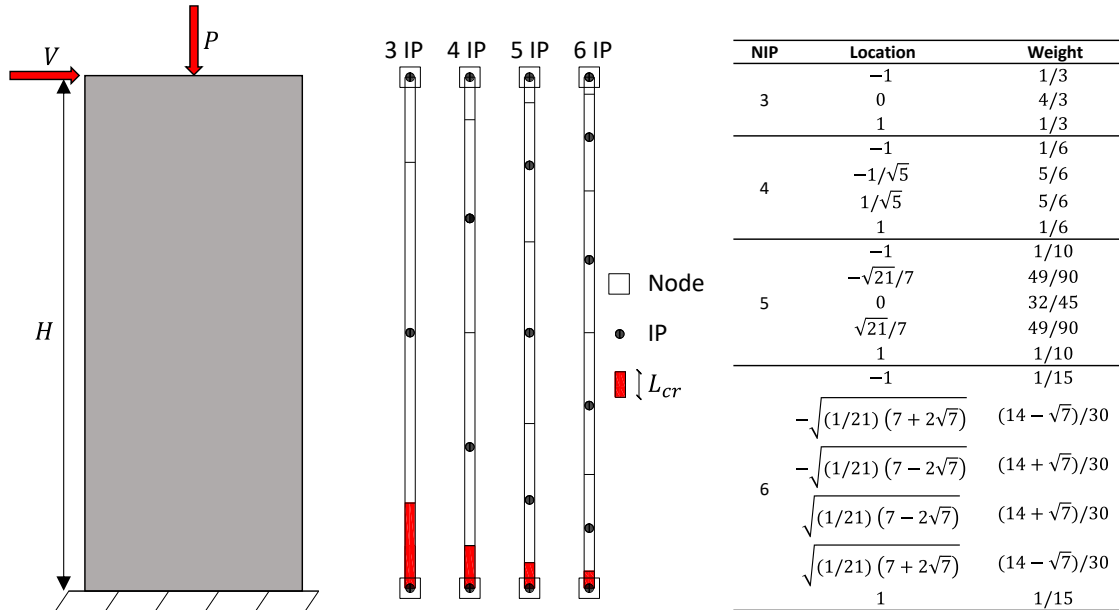 V
P
H
3 IP 4 IP 5 IP 6 IP
Node
IP
L_{cr}
NIP Location Weight
3
−1 1/3
0 4/3
1 1/3
4
−1 1/6
−1/√5 5/6
1/√5 5/6
1 1/6
5
−1 1/10
−√21/7 49/90
0 32/45
√21/7 49/90
1 1/10
6
−1 1/15
−√((1/21) (7 + 2√7)) (14 − √7)/30
−√((1/21) (7 − 2√7)) (14 + √7)/30
√((1/21) (7 − 2√7)) (14 + √7)/30
√((1/21) (7 + 2√7)) (14 − √7)/30
1 1/15